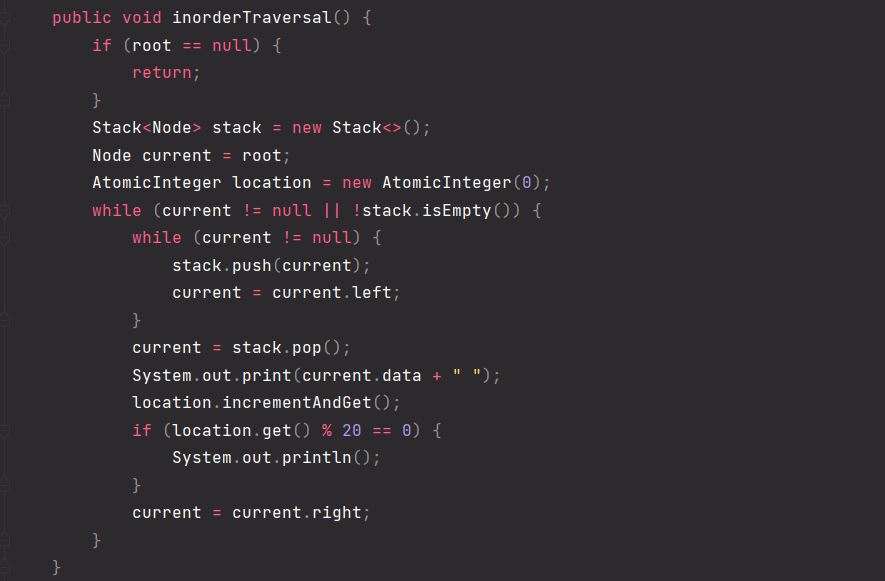 public void inorderTraversal() {
    if (root == null) {
        return;
    }
    Stack<Node> stack = new Stack<>();
    Node current = root;
    AtomicInteger location = new AtomicInteger(0);
    while (current != null || !stack.isEmpty()) {
        while (current != null) {
            stack.push(current);
            current = current.left;
        }
        current = stack.pop();
        System.out.print(current.data + " ");
        location.incrementAndGet();
        if (location.get() % 20 == 0) {
            System.out.println();
        }
        current = current.right;
    }
}